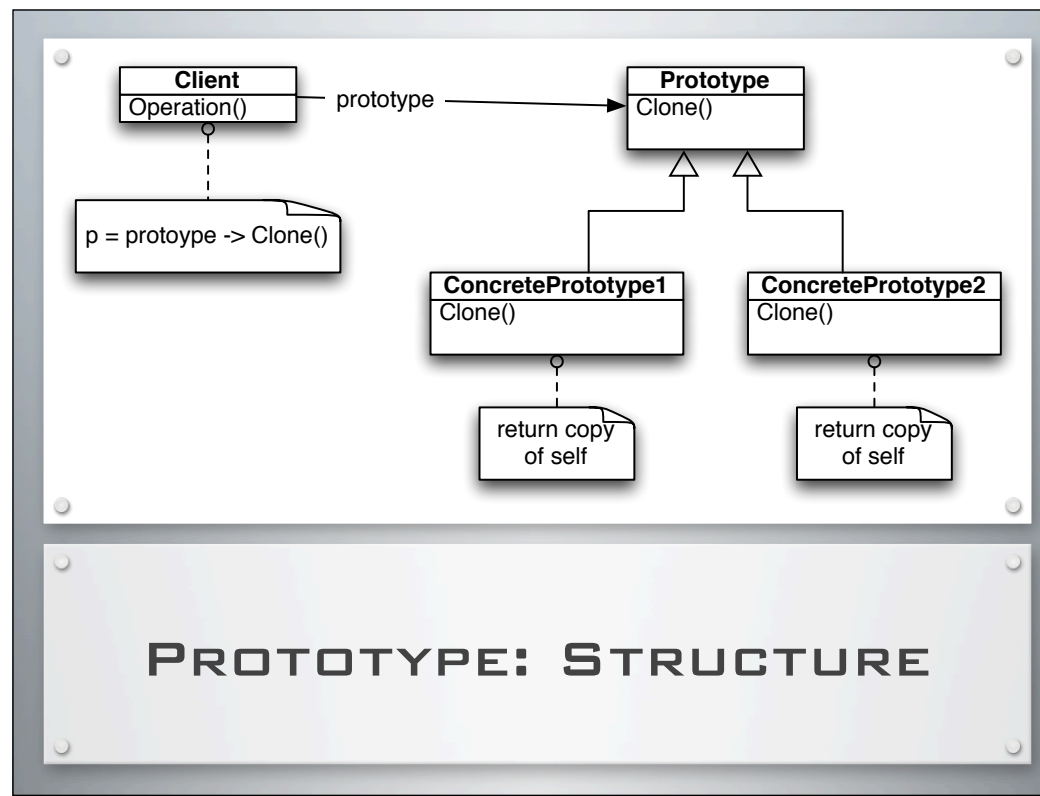 Client
Operation()
prototype
Prototype
Clone()
p = protoype -> Clone()
ConcretePrototype1
Clone()
ConcretePrototype2
Clone()
return copy
of self
return copy
of self
PROTOTYPE: STRUCTURE